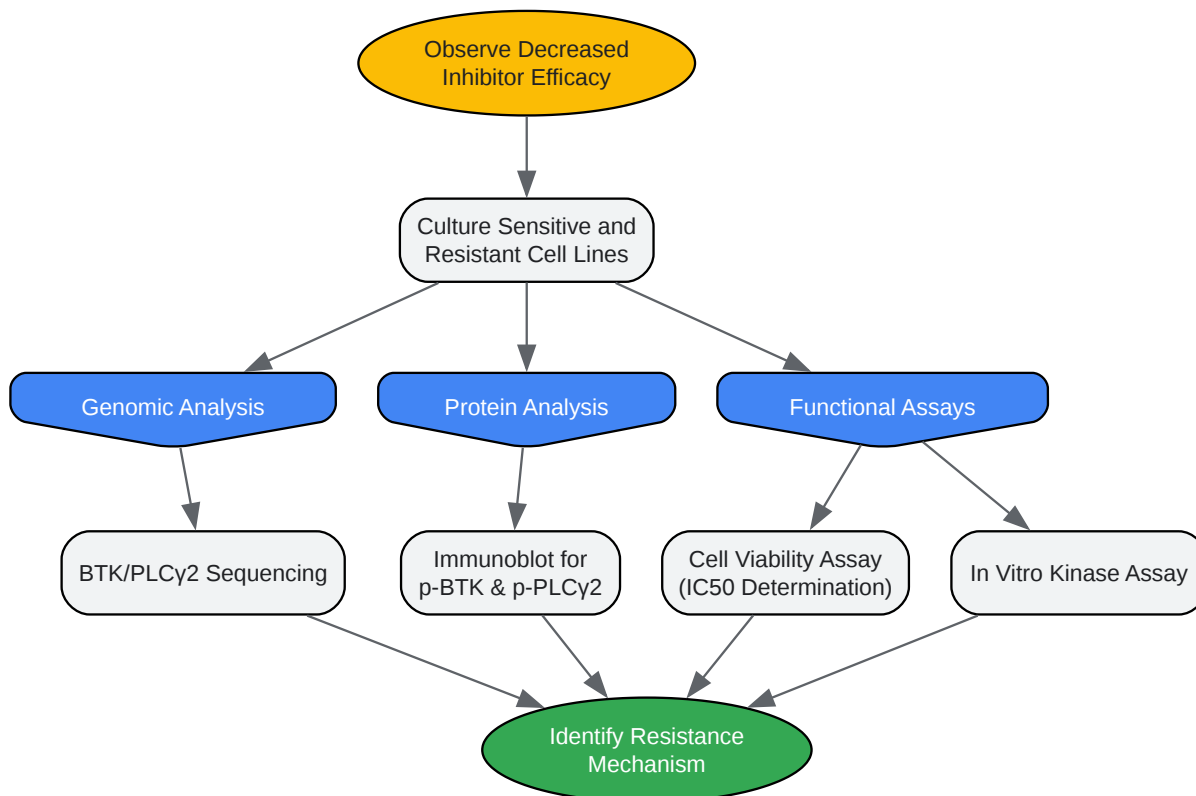 Observe Decreased
Inhibitor Efficacy
Culture Sensitive and
Resistant Cell Lines
Genomic Analysis
Protein Analysis
Functional Assays
BTK/PLCγ2 Sequencing
Immunoblot for
p-BTK & p-PLCγ2
Cell Viability Assay
(IC50 Determination)
In Vitro Kinase Assay
Identify Resistance
Mechanism